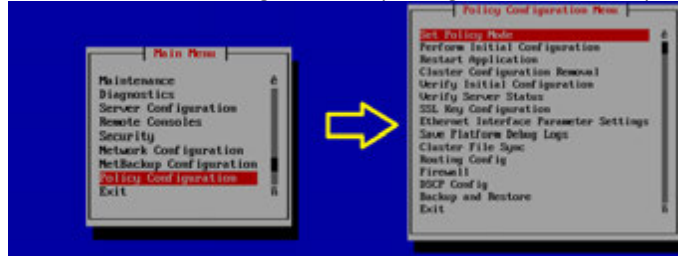 Main Menu
Maintenance
Diagnostics
Server Configuration
Remote Consoles
Security
Network Configuration
NetBackup Configuration
Policy Configuration
Exit
Policy Configuration Menu
Set Policy Mode
Perform Initial Configuration
Restart Application
Cluster Configuration Removal
Verify Initial Configuration
Verify Server Status
SSL Key Configuration
Ethernet Interface Parameter Settings
Save Platform Debug Logs
Cluster File Sync
Routing Config
Firewall
DSCP Config
Backup and Restore
Exit